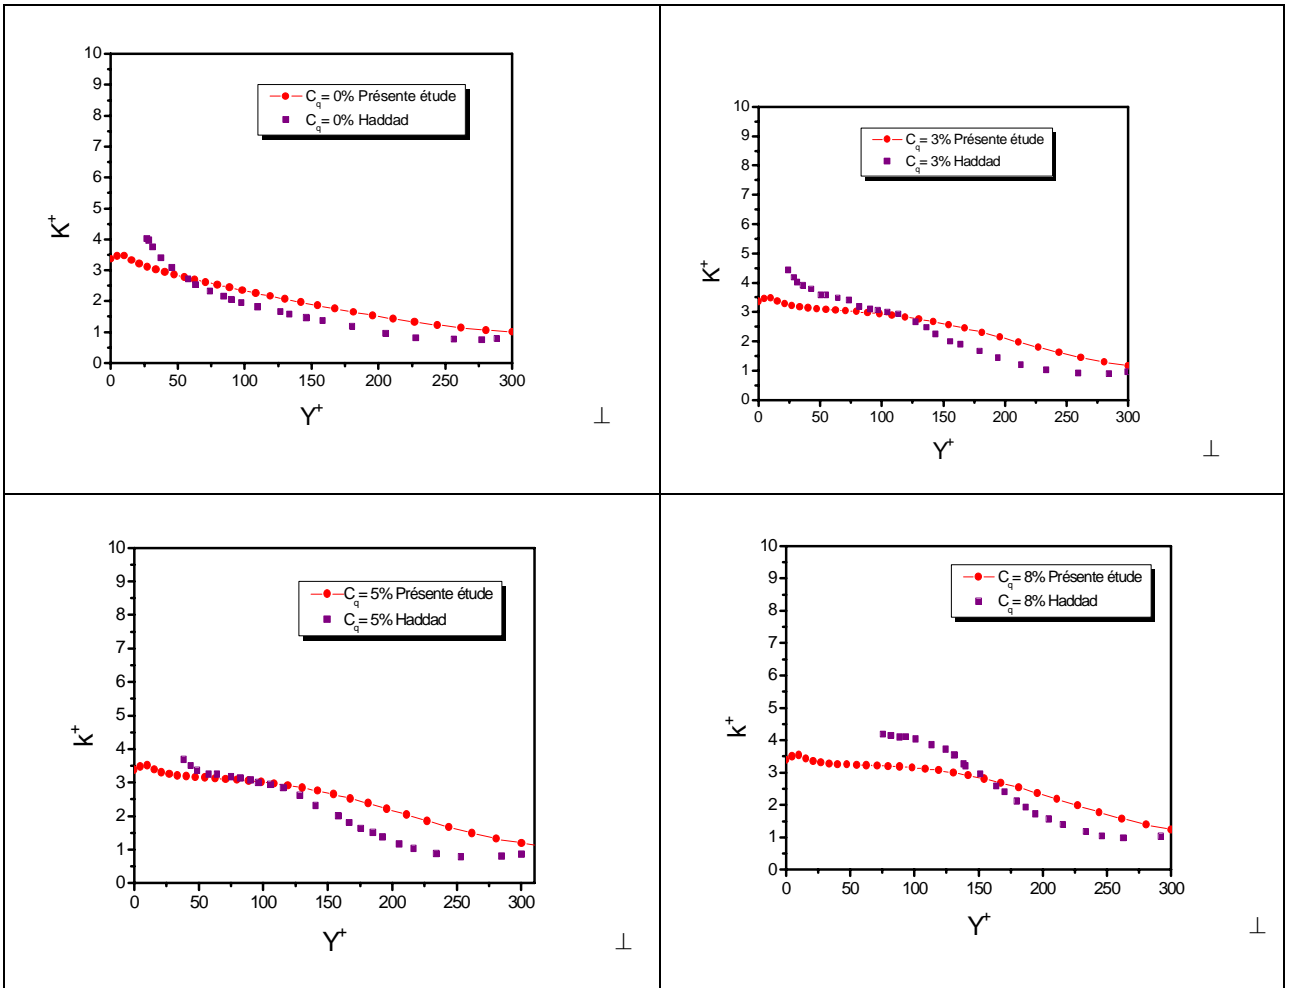 10
9
8
7
6
5
4
3
2
1
0
K+
Cq = 0% Présente étude
Cq = 0% Haddad
0 50 100 150 200 250 300
Y+
⊥
10
9
8
7
6
5
4
3
2
1
0
K+
Cq = 3% Présente étude
Cq = 3% Haddad
0 50 100 150 200 250 300
Y+
⊥
10
9
8
7
6
5
4
3
2
1
0
k+
Cq = 5% Présente étude
Cq = 5% Haddad
0 50 100 150 200 250 300
Y+
⊥
10
9
8
7
6
5
4
3
2
1
0
k+
Cq = 8% Présente étude
Cq = 8% Haddad
0 50 100 150 200 250 300
Y+
⊥